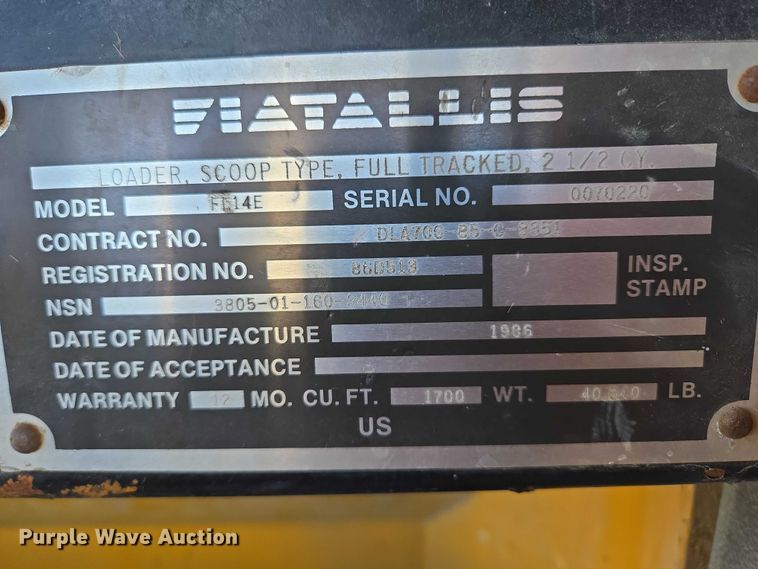 FIATALLIS
LOADER, SCOOP TYPE, FULL TRACKED, 2 1/2 CY.
MODEL SERIAL NO. 0070220
CONTRACT NO.
REGISTRATION NO. 86D513
INSP.
NSN STAMP
DATE OF MANUFACTURE 1986
DATE OF ACCEPTANCE
WARRANTY 12 MO. CU. FT. 1700 WT. LB.
US
Purple Wave Auction